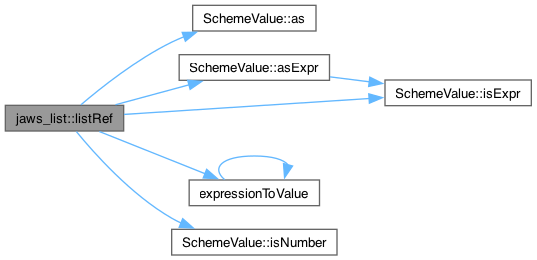 SchemeValue::as
SchemeValue::asExpr
SchemeValue::isExpr
jaws_list::listRef
expressionToValue
SchemeValue::isNumber